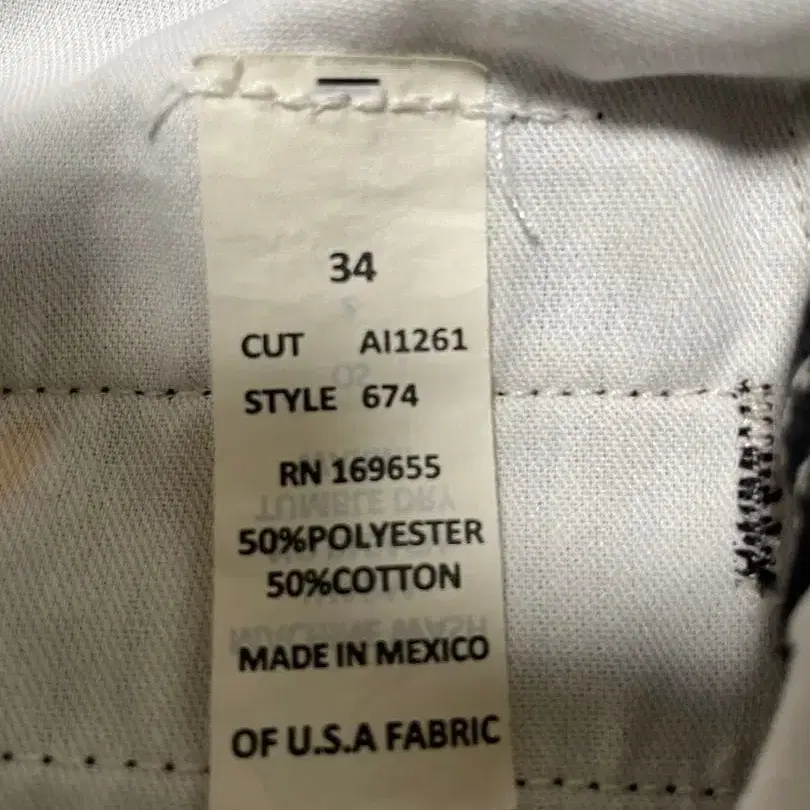 34
CUT AI1261
STYLE 674
RN 169655
50%POLYESTER
50%COTTON
MADE IN MEXICO
OF U.S.A FABRIC